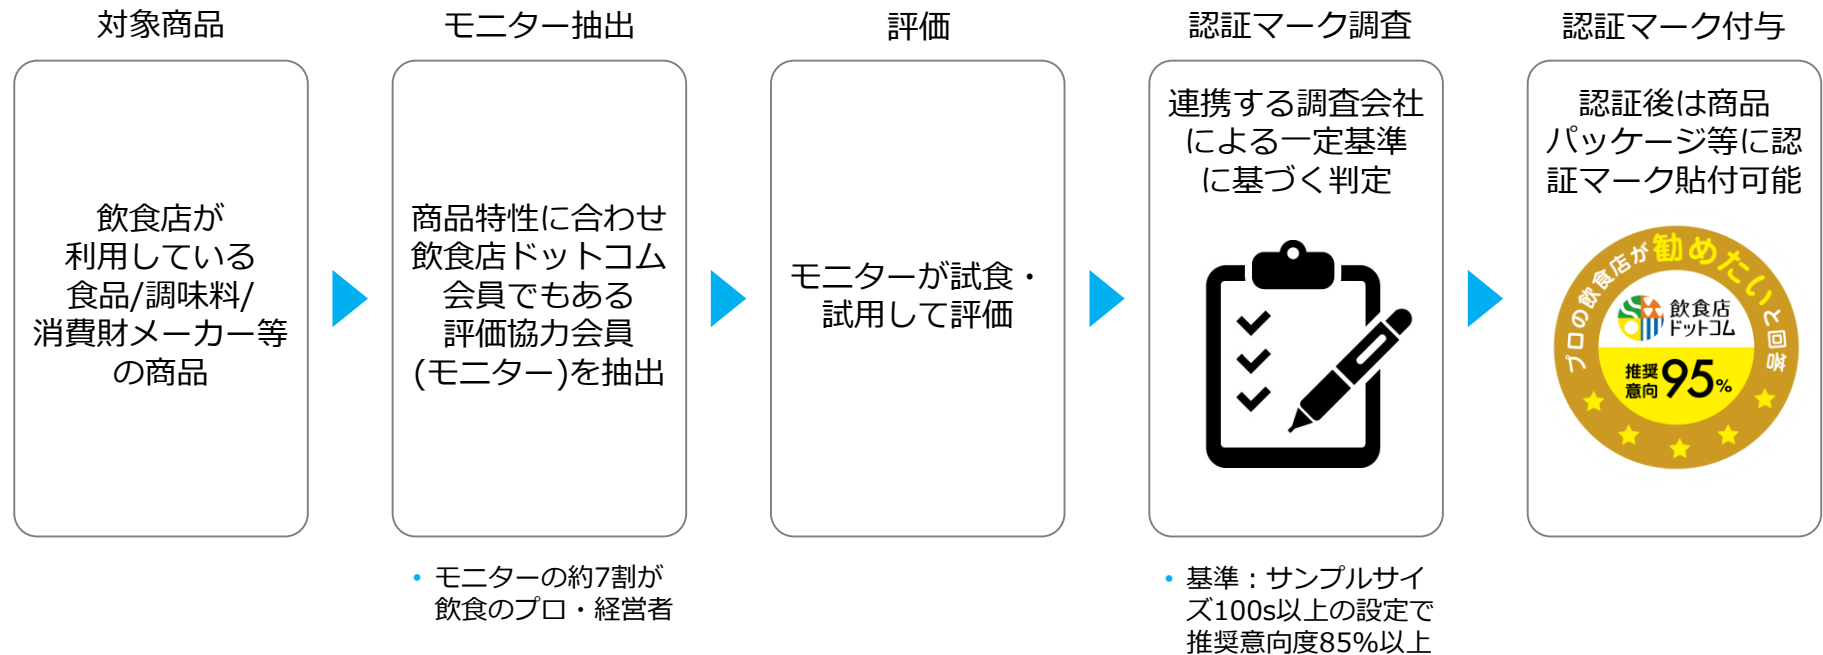 対象商品
飲食店が
利用している
食品/調味料/
消費財メーカー等
の商品
モニター抽出
商品特性に合わせ
飲食店ドットコム
会員でもある
評価協力会員
(モニター)を抽出
• モニターの約7割が
飲食のプロ・経営者
評価
モニターが試食・
試用して評価
認証マーク調査
連携する調査会社
による一定基準
に基づく判定
• 基準：サンプルサイ
ズ100s以上の設定で
推奨意向度85%以上
認証マーク付与
認証後は商品
パッケージ等に認
証マーク貼付可能
プロの飲食店が勧めたいと回答
飲食店
ドットコム
推奨
意向 95%